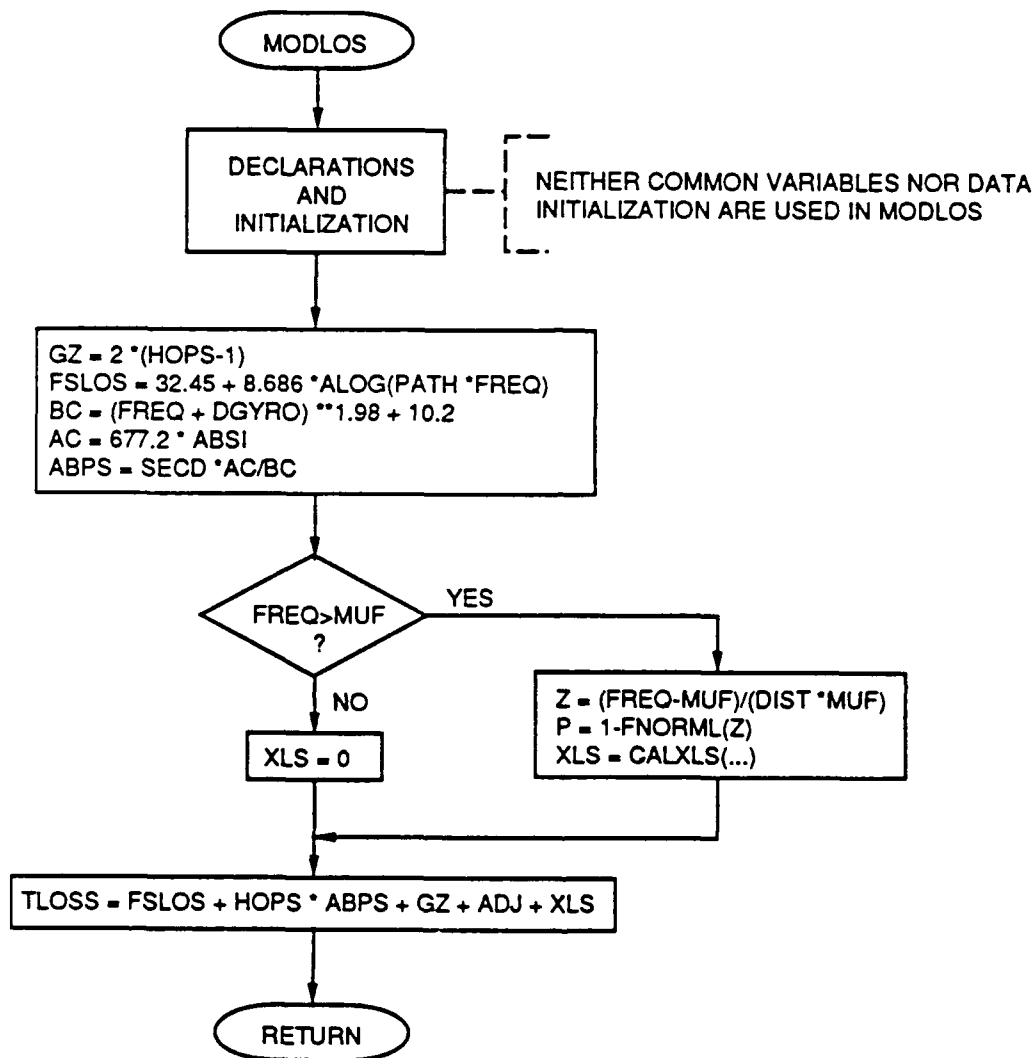 MODLOS
DECLARATIONS
AND
INITIALIZATION
NEITHER COMMON VARIABLES NOR DATA
INITIALIZATION ARE USED IN MODLOS
GZ = 2 *(HOPS-1)
FSLOS = 32.45 + 8.686 *ALOG(PATH *FREQ)
BC = (FREQ + DGYRO) **1.98 + 10.2
AC = 677.2 * ABSI
ABPS = SECD *AC/BC
FREQ>MUF
?
YES
NO
Z = (FREQ-MUF)/(DIST *MUF)
P = 1-FNORML(Z)
XLS = CALXLS(...)
XLS = 0
TLOSS = FSLOS + HOPS * ABPS + GZ + ADJ + XLS
RETURN